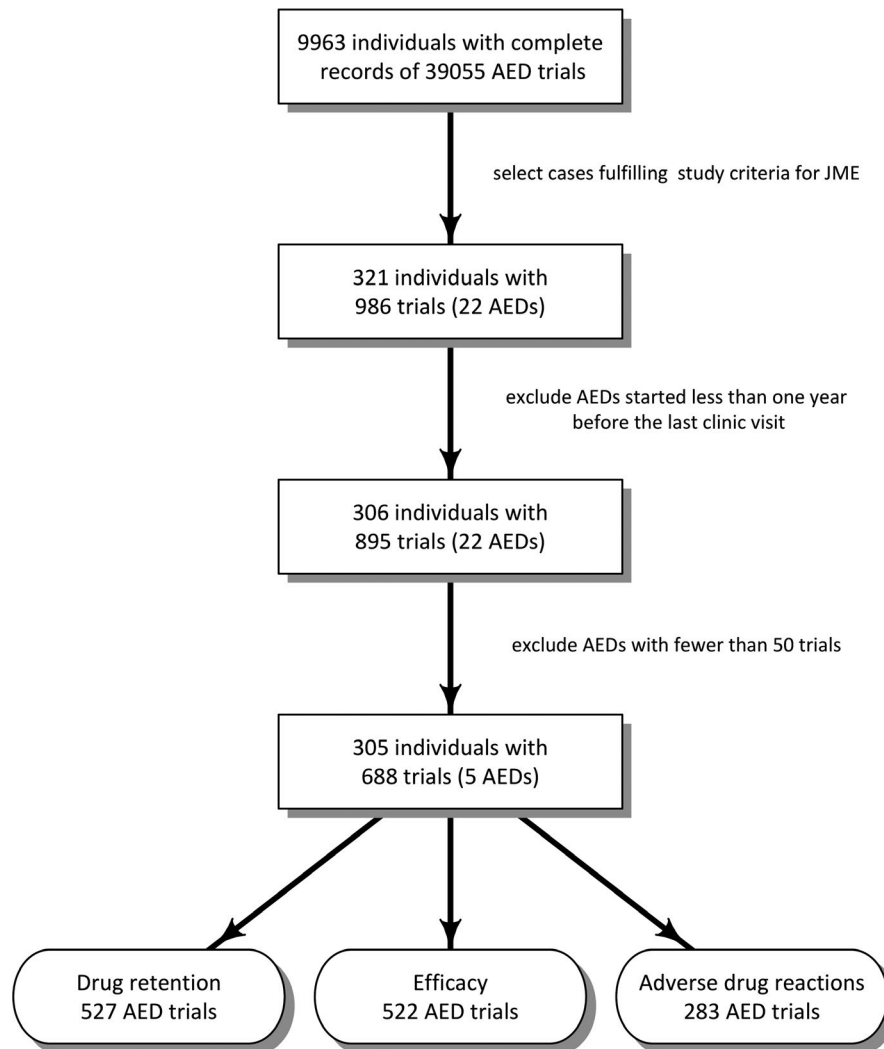 9963 individuals with complete
records of 39055 AED trials
select cases fulfilling study criteria for JME
321 individuals with
986 trials (22 AEDs)
exclude AEDs started less than one year
before the last clinic visit
306 individuals with
895 trials (22 AEDs)
exclude AEDs with fewer than 50 trials
305 individuals with
688 trials (5 AEDs)
Drug retention
527 AED trials
Efficacy
522 AED trials
Adverse drug reactions
283 AED trials